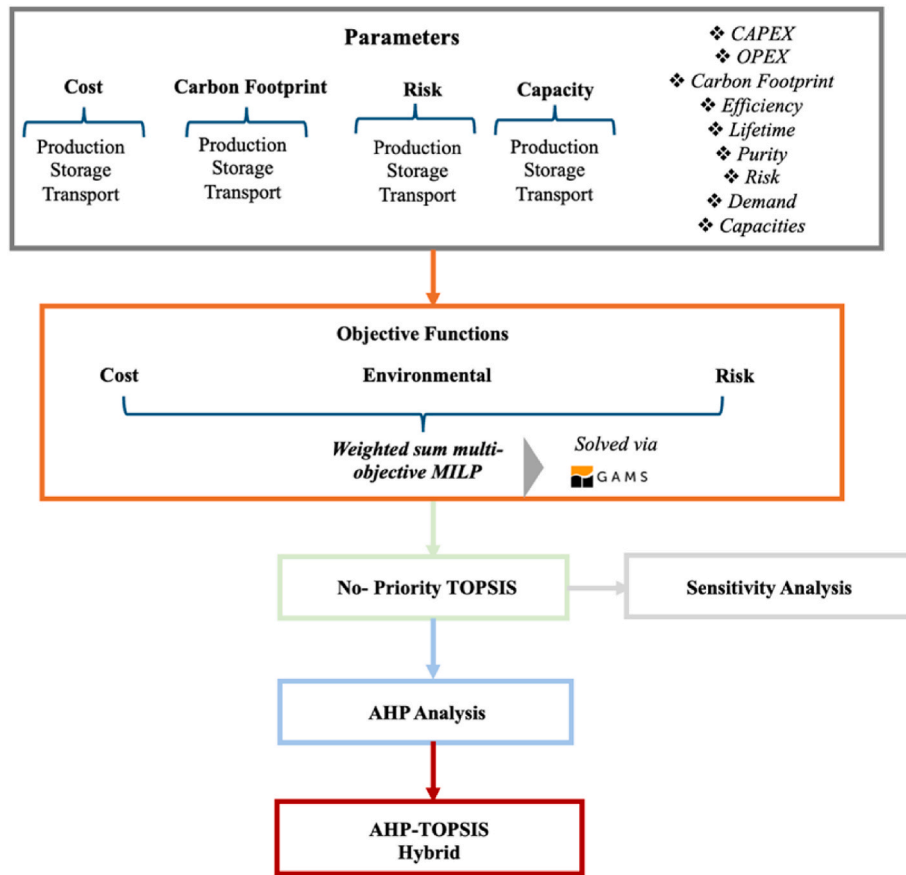 Parameters
Cost
Production
Storage
Transport
Carbon Footprint
Production
Storage
Transport
Risk
Production
Storage
Transport
Capacity
Production
Storage
Transport
❖ CAPEX
❖ OPEX
❖ Carbon Footprint
❖ Efficiency
❖ Lifetime
❖ Purity
❖ Risk
❖ Demand
❖ Capacities
Objective Functions
Cost
Environmental
Risk
Weighted sum multi-
objective MILP
Solved via
GAMS
No- Priority TOPSIS
Sensitivity Analysis
AHP Analysis
AHP-TOPSIS
Hybrid